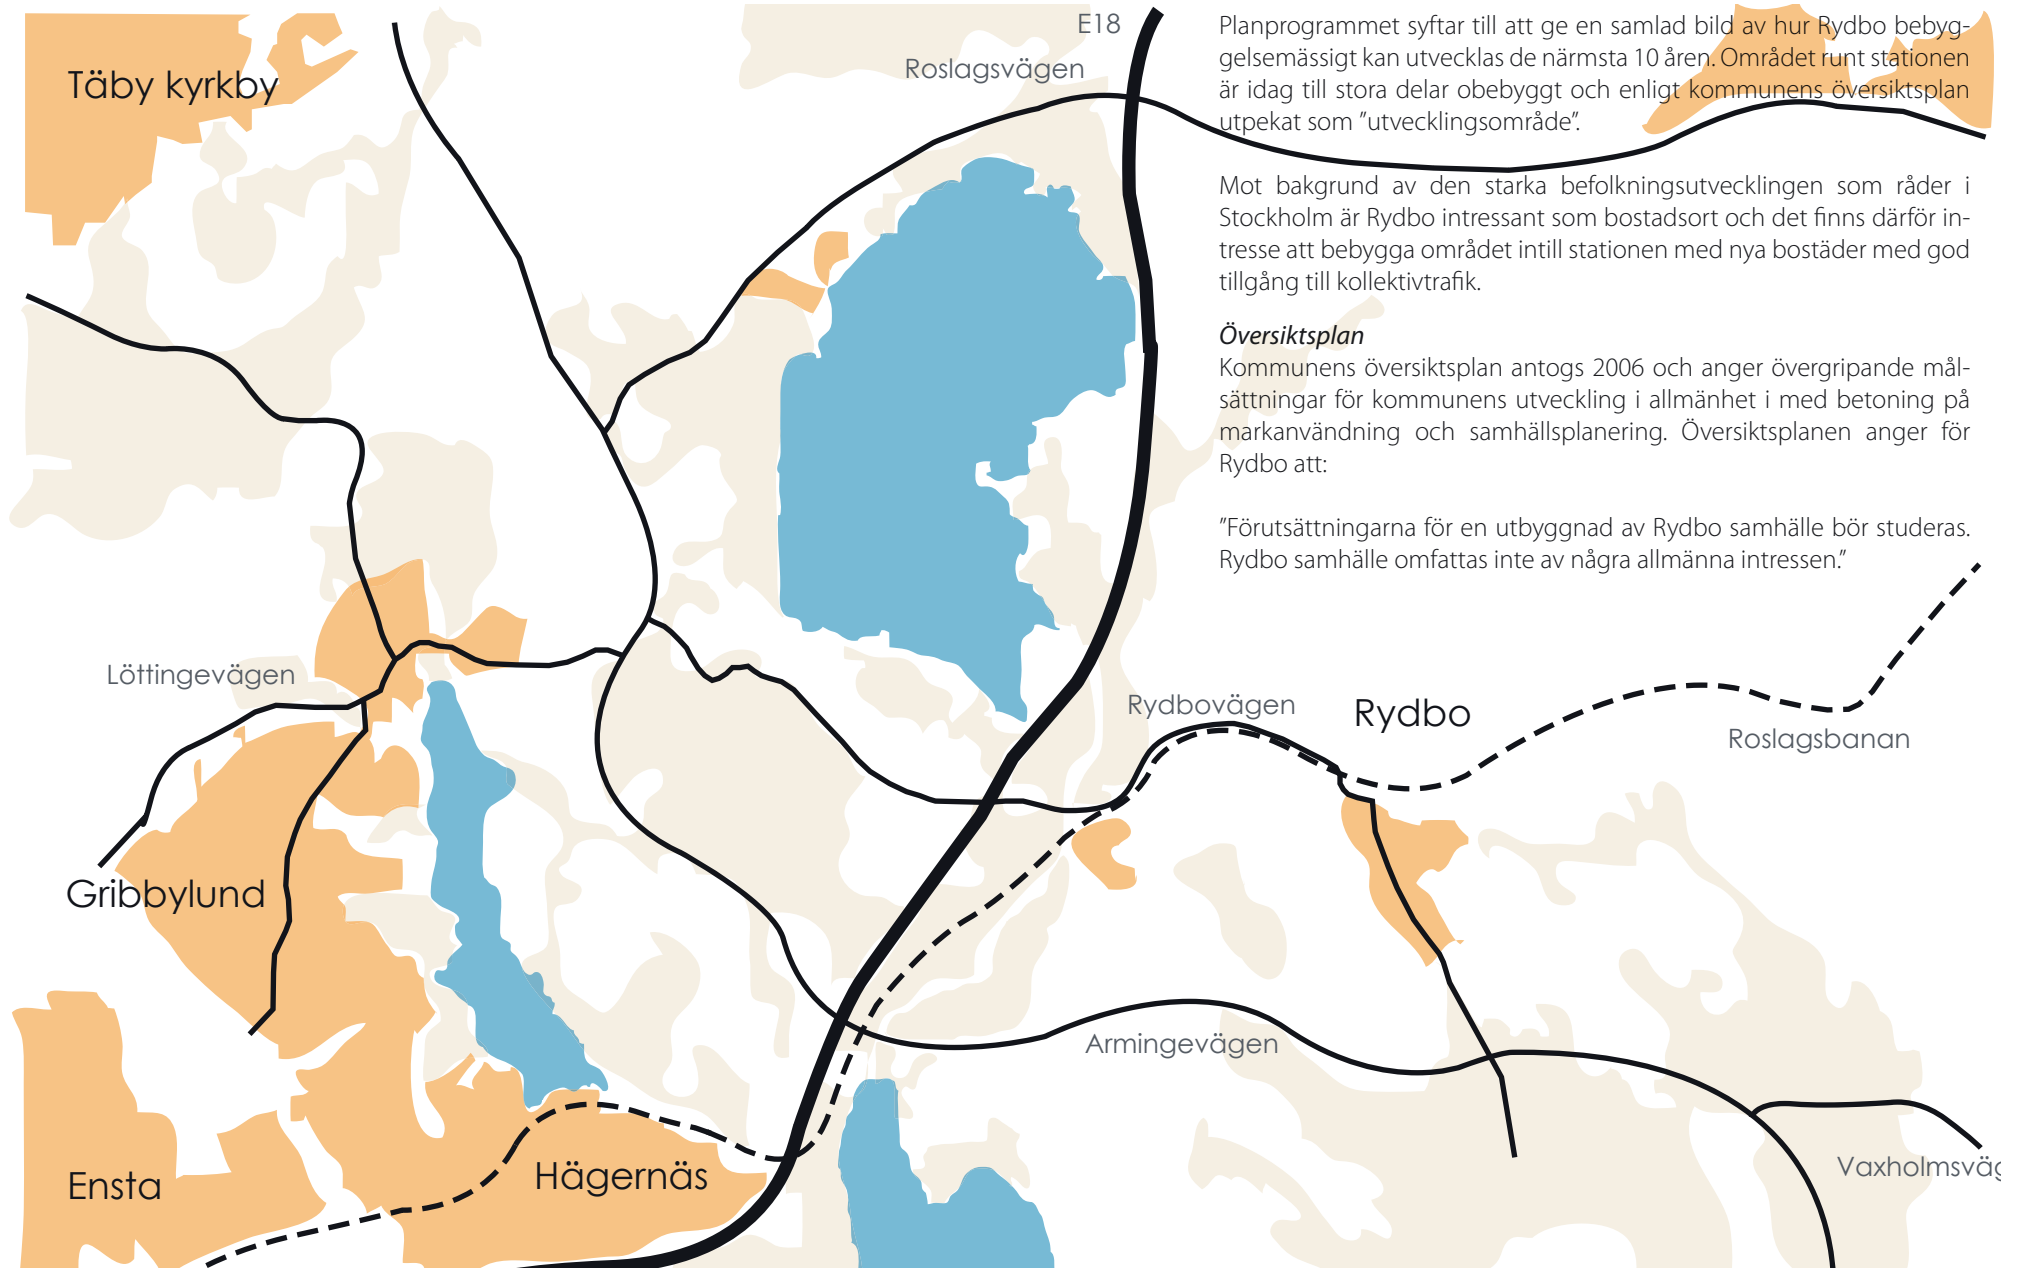 E18
Roslagsvägen
Täby kyrkby
Planprogrammet syftar till att ge en samlad bild av hur Rydbo bebyg-
gelsemässigt kan utvecklas de närmsta 10 åren. Området runt stationen
är idag till stora delar obebyggt och enligt kommunens översiktsplan
utpekat som ”utvecklingsområde”.
Mot bakgrund av den starka befolkningsutvecklingen som råder i
Stockholm är Rydbo intressant som bostadsort och det finns därför in-
tresse att bebygga området intill stationen med nya bostäder med god
tillgång till kollektivtrafik.
Översiktsplan
Kommunens översiktsplan antogs 2006 och anger övergripande mål-
sättningar för kommunens utveckling i allmänhet i med betoning på
markanvändning och samhällsplanering. Översiktsplanen anger för
Rydbo att:
”Förutsättningarna för en utbyggnad av Rydbo samhälle bör studeras.
Rydbo samhälle omfattas inte av några allmänna intressen.”
Löttingevägen
Rydbovägen
Rydbo
Roslagsbanan
Gribbylund
Armingevägen
Ensta
Hägernäs
Vaxholmsväg